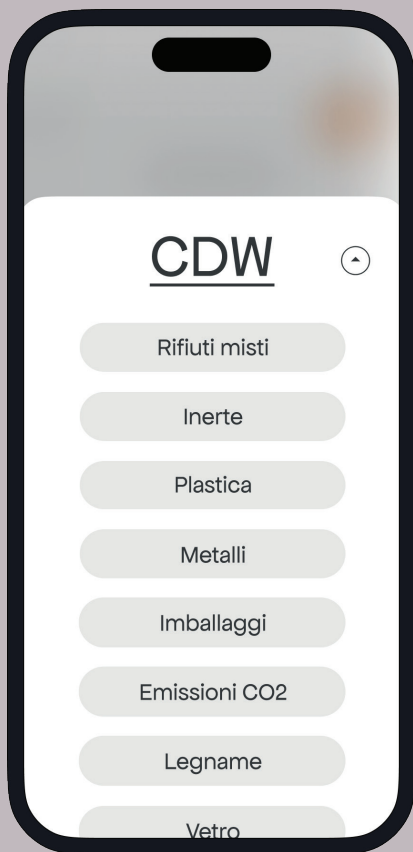 CDW
Rifiuti misti
Inerte
Plastica
Metalli
Imballaggi
Emissioni CO2
Legname
Vetro